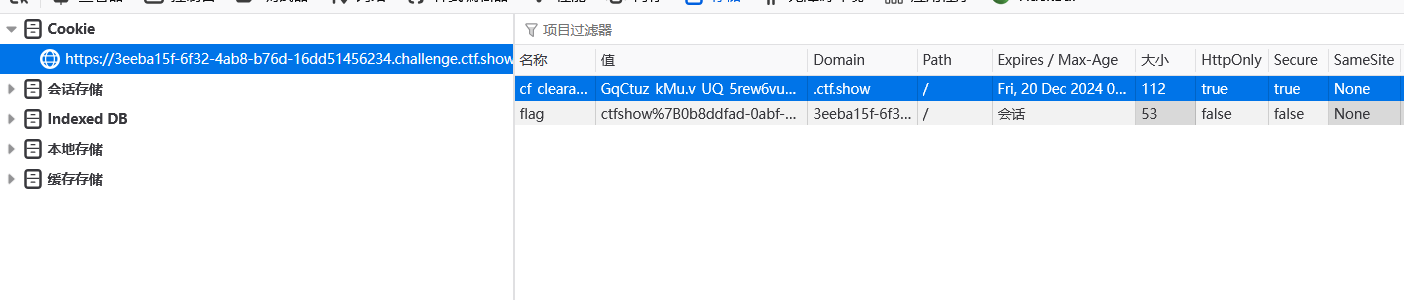 Cookie
https://3eeba15f-6f32-4ab8-b76d-16dd51456234.challenge.ctf.show
会话存储
Indexed DB
本地存储
缓存存储
项目过滤器
名称 值 Domain Path Expires / Max-Age 大小 HttpOnly Secure SameSite
cf_cleara... GqCtuz_kMu.v_UQ_5rew6vu... .ctf.show / Fri, 20 Dec 2024 0... 112 true true None
flag ctfshow%7B0b8ddfad-0abf-... 3eeba15f-6f3... / 会话 53 false false None